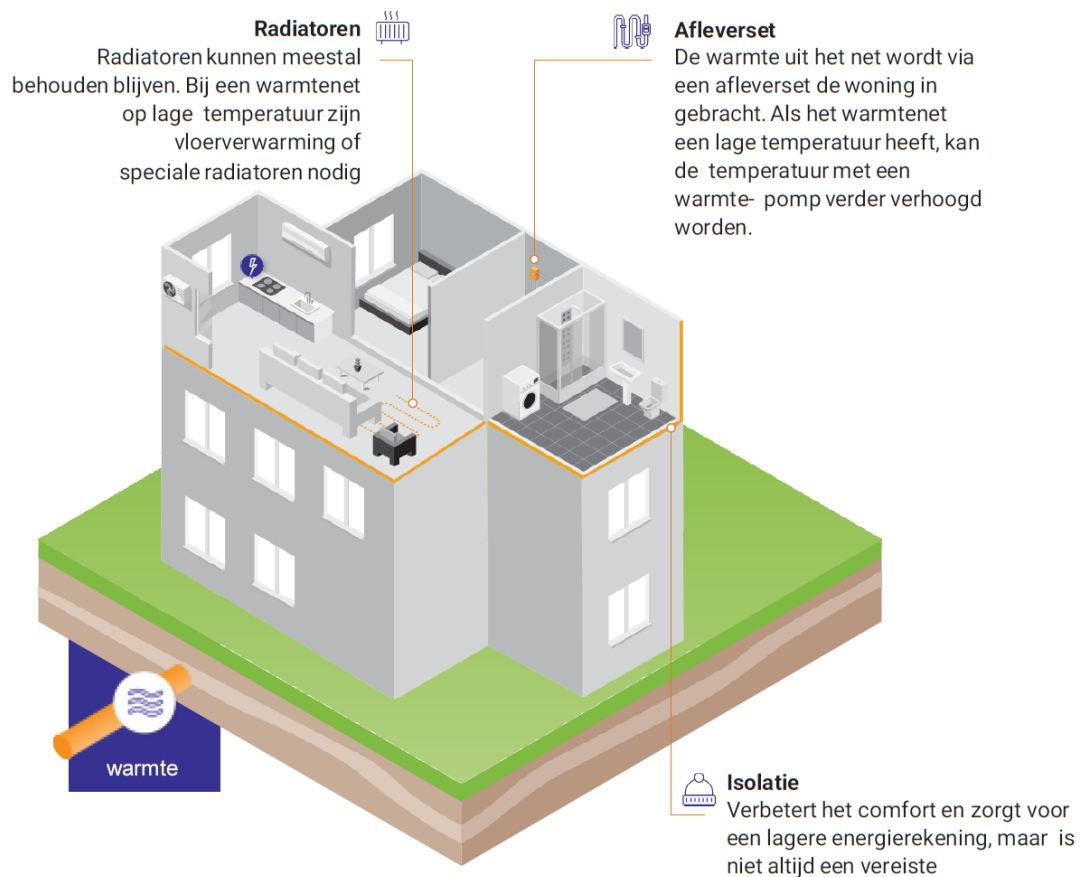 Radiatoren
Radiatoren kunnen meestal
behouden blijven. Bij een warmtenet
op lage temperatuur zijn
vloerverwarming of
speciale radiatoren nodig
Afleverset
De warmte uit het net wordt via
een afleverset de woning in
gebracht. Als het warmtenet
een lage temperatuur heeft, kan
de temperatuur met een
warmte- pomp verder verhoogd
worden.
warmte
Isolatie
Verbetert het comfort en zorgt voor
een lagere energierekening, maar is
niet altijd een vereiste